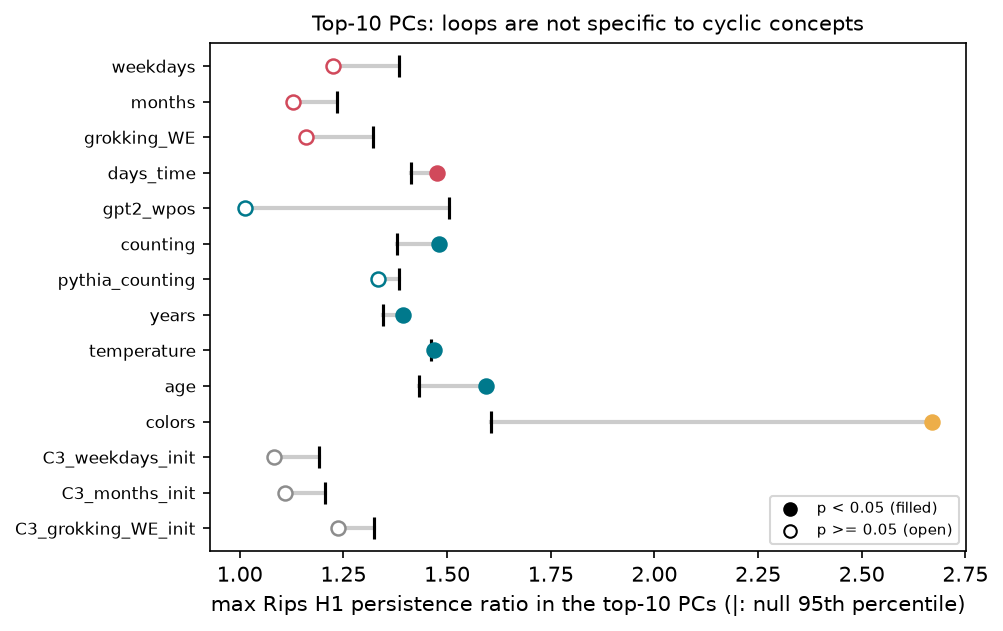 Top-10 PCs: loops are not specific to cyclic concepts
weekdays
months
grokking_WE
days_time
gpt2_wpos
counting
pythia_counting
years
temperature
age
colors
C3_weekdays_init
C3_months_init
C3_grokking_WE_init
p < 0.05 (filled)
p >= 0.05 (open)
1.00 1.25 1.50 1.75 2.00 2.25 2.50 2.75
max Rips H1 persistence ratio in the top-10 PCs (|: null 95th percentile)